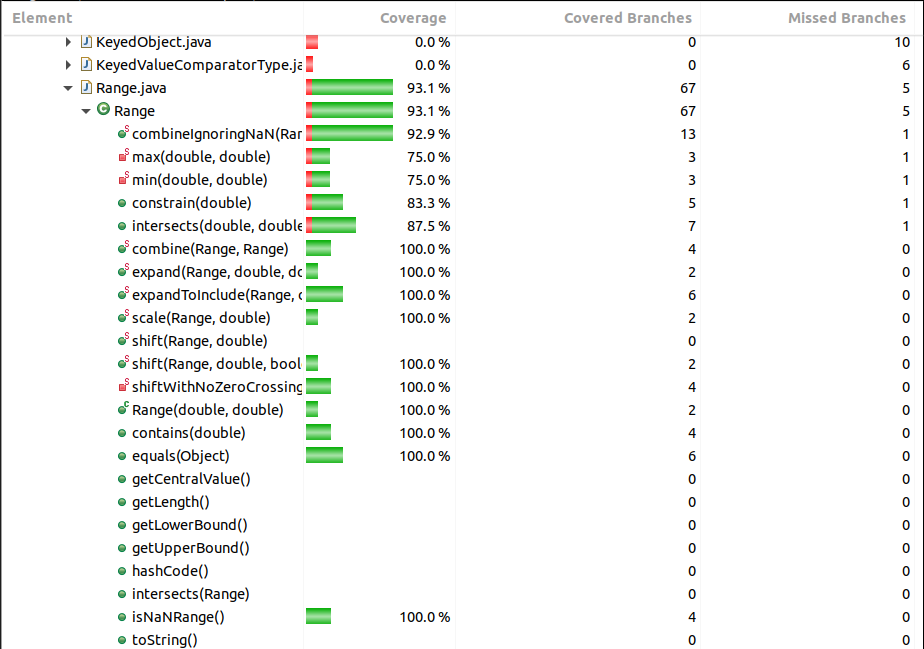 Element Coverage Covered Branches Missed Branches
KeyedObject.java 0.0 % 0 10
KeyedValueComparatorType.ja 0.0 % 0 6
Range.java 93.1 % 67 5
Range 93.1 % 67 5
combineIgnoringNaN(Ran 92.9 % 13 1
max(double, double) 75.0 % 3 1
min(double, double) 75.0 % 3 1
constrain(double) 83.3 % 5 1
intersects(double, double 87.5 % 7 1
combine(Range, Range) 100.0 % 4 0
expand(Range, double, do 100.0 % 2 0
expandToInclude(Range, d 100.0 % 6 0
scale(Range, double) 100.0 % 2 0
shift(Range, double) 0 0
shift(Range, double, bool 100.0 % 2 0
shiftWithNoZeroCrossing 100.0 % 4 0
Range(double, double) 100.0 % 2 0
contains(double) 100.0 % 4 0
equals(Object) 100.0 % 6 0
getCentralValue() 0 0
getLength() 0 0
getLowerBound() 0 0
getUpperBound() 0 0
hashCode() 0 0
intersects(Range) 0 0
isNaNRange() 100.0 % 4 0
toString() 0 0